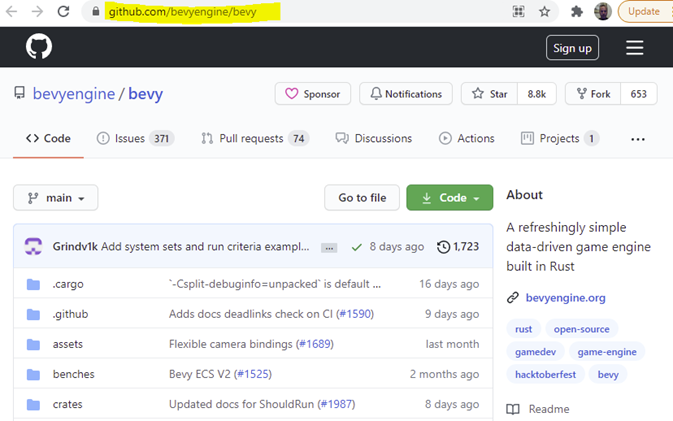 github.com/bevyengine/bevy
Update
Sign up
bevyengine / bevy
Sponsor
Notifications
Star 8.8k
Fork 653
Code
Issues 371
Pull requests 74
Discussions
Actions
Projects 1
...
main
Go to file
Code
Grindv1k Add system sets and run criteria exampl... ... 8 days ago 1,723
.cargo `-Csplit-debuginfo=unpacked` is default ... 16 days ago
.github Adds docs deadlinks check on CI (#1590) 9 days ago
assets Flexible camera bindings (#1689) last month
benches Bevy ECS V2 (#1525) 2 months ago
crates Updated docs for ShouldRun (#1987) 8 days ago
About
A refreshingly simple
data-driven game engine
built in Rust
bevyengine.org
rust open-source
gamedev game-engine
hacktoberfest bevy
Readme